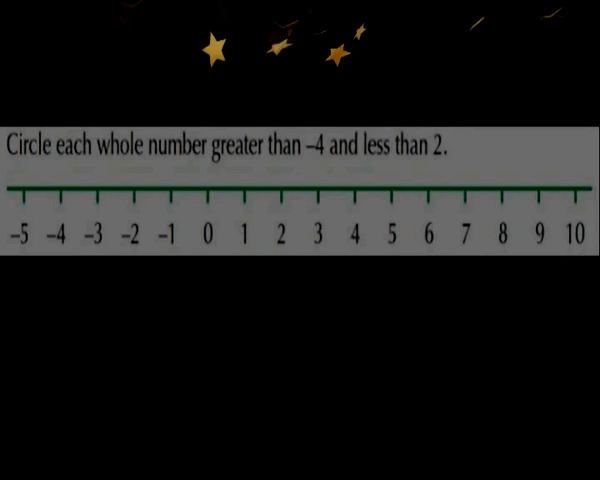 Circle each whole number greater than –4 and less than 2.
–5 –4 –3 –2 –1 0 1 2 3 4 5 6 7 8 9 10